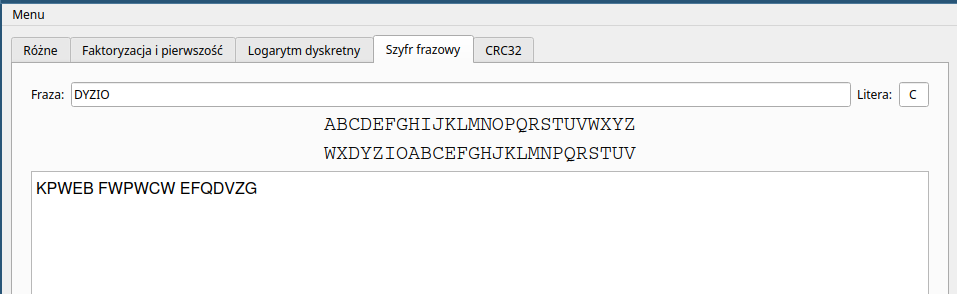 Menu
Różne Faktoryzacja i pierwszość Logarytm dyskretny Szyfr frazowy CRC32
Fraza: DYZIO Litera: C
ABCDEFGHIJKLMNOPQRSTUVWXYZ
WXDYZIOABCEFGHJKLMNPQRSTUV
KPWEB FWPWCW EFQDVZG